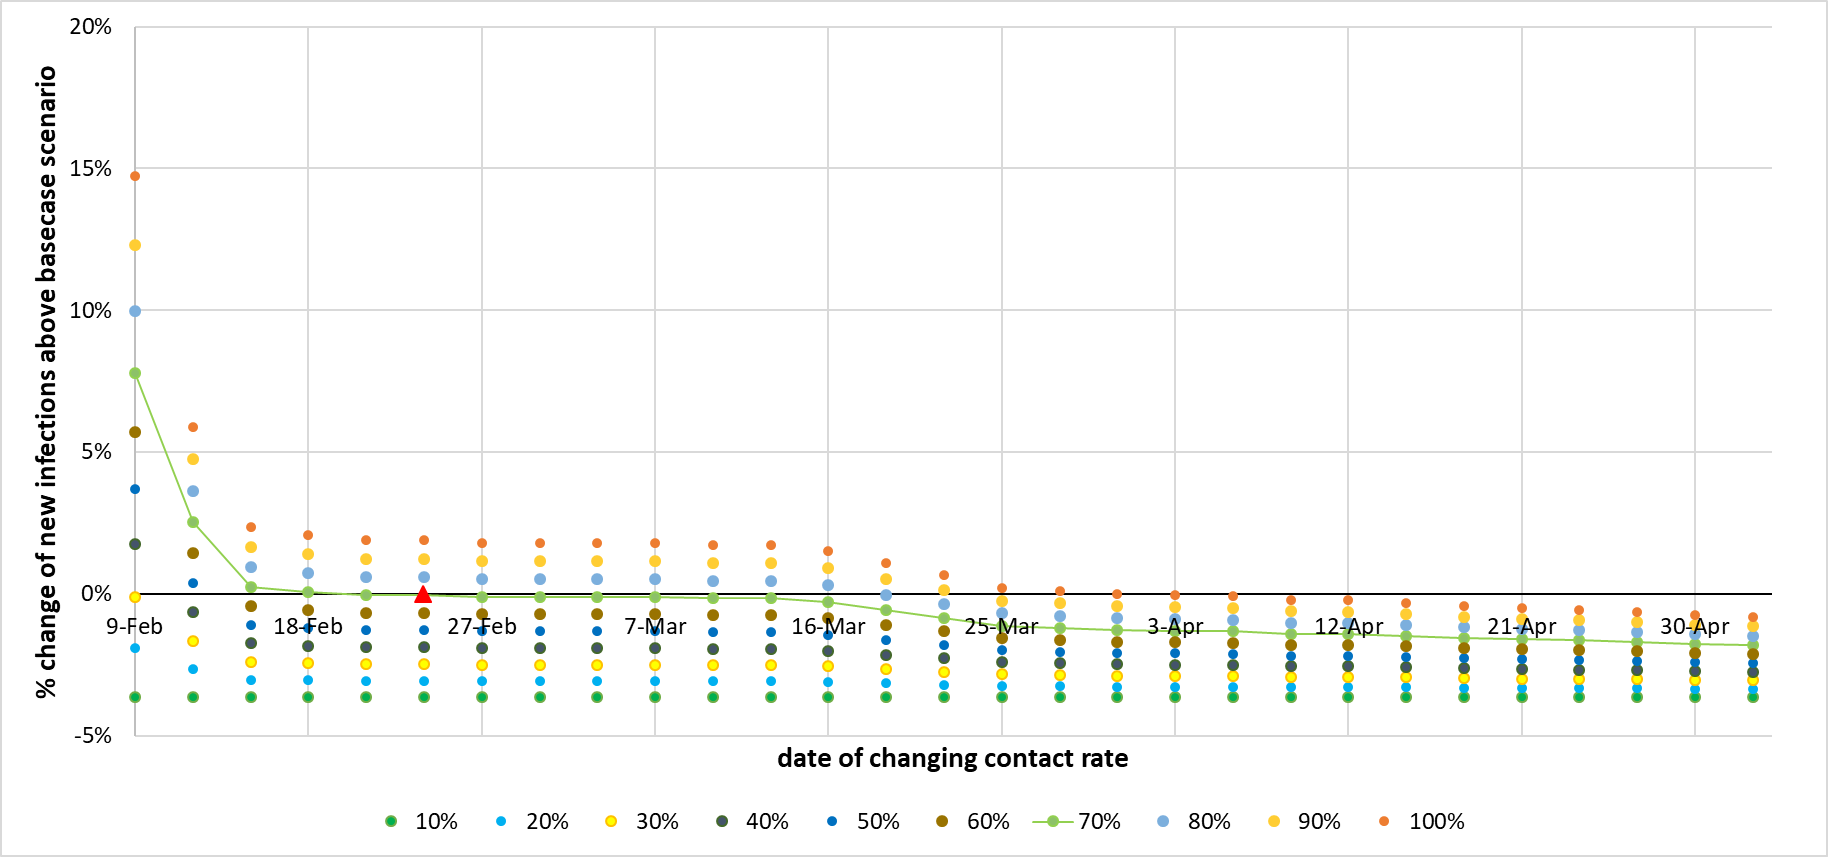 20%
15%
10%
5%
0%
-5%
% change of new infections above basecase scenario
9-Feb 18-Feb 27-Feb 7-Mar 16-Mar 25-Mar 3-Apr 12-Apr 21-Apr 30-Apr
date of changing contact rate
10% 20% 30% 40% 50% 60% 70% 80% 90% 100%